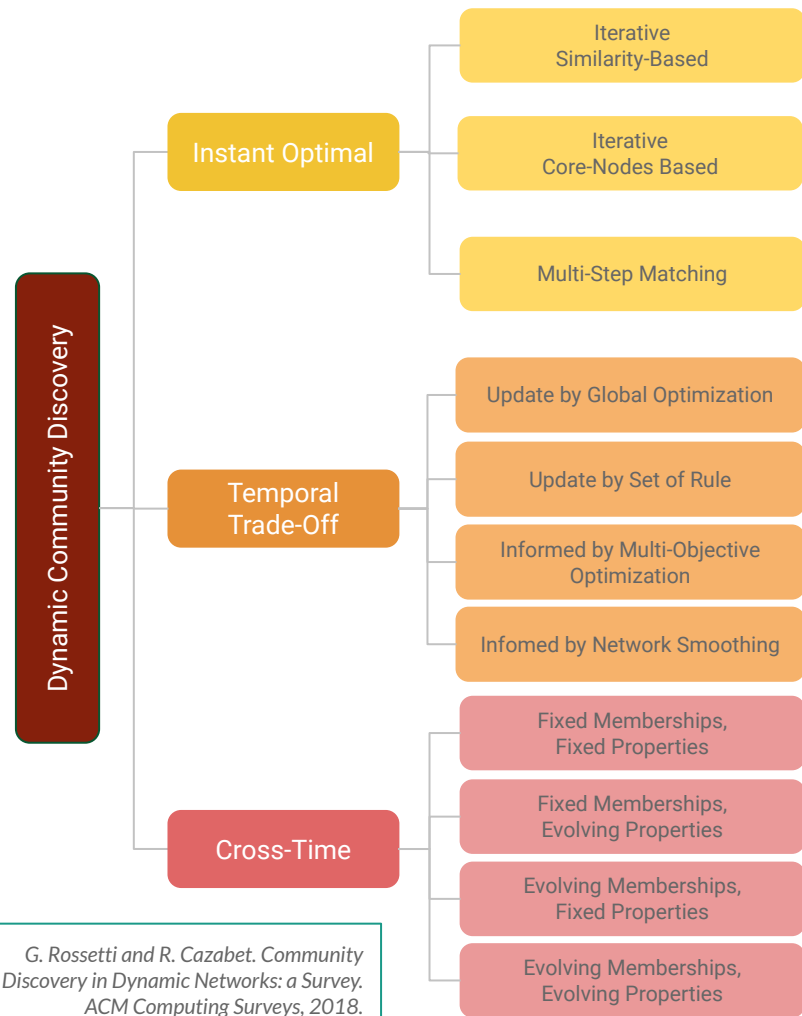 Dynamic Community Discovery
Instant Optimal
Iterative
Similarity-Based
Iterative
Core-Nodes Based
Multi-Step Matching
Temporal
Trade-Off
Update by Global Optimization
Update by Set of Rule
Informed by Multi-Objective
Optimization
Infomed by Network Smoothing
Cross-Time
Fixed Memberships,
Fixed Properties
Fixed Memberships,
Evolving Properties
Evolving Memberships,
Fixed Properties
Evolving Memberships,
Evolving Properties
G. Rossetti and R. Cazabet. Community
Discovery in Dynamic Networks: a Survey.
ACM Computing Surveys, 2018.